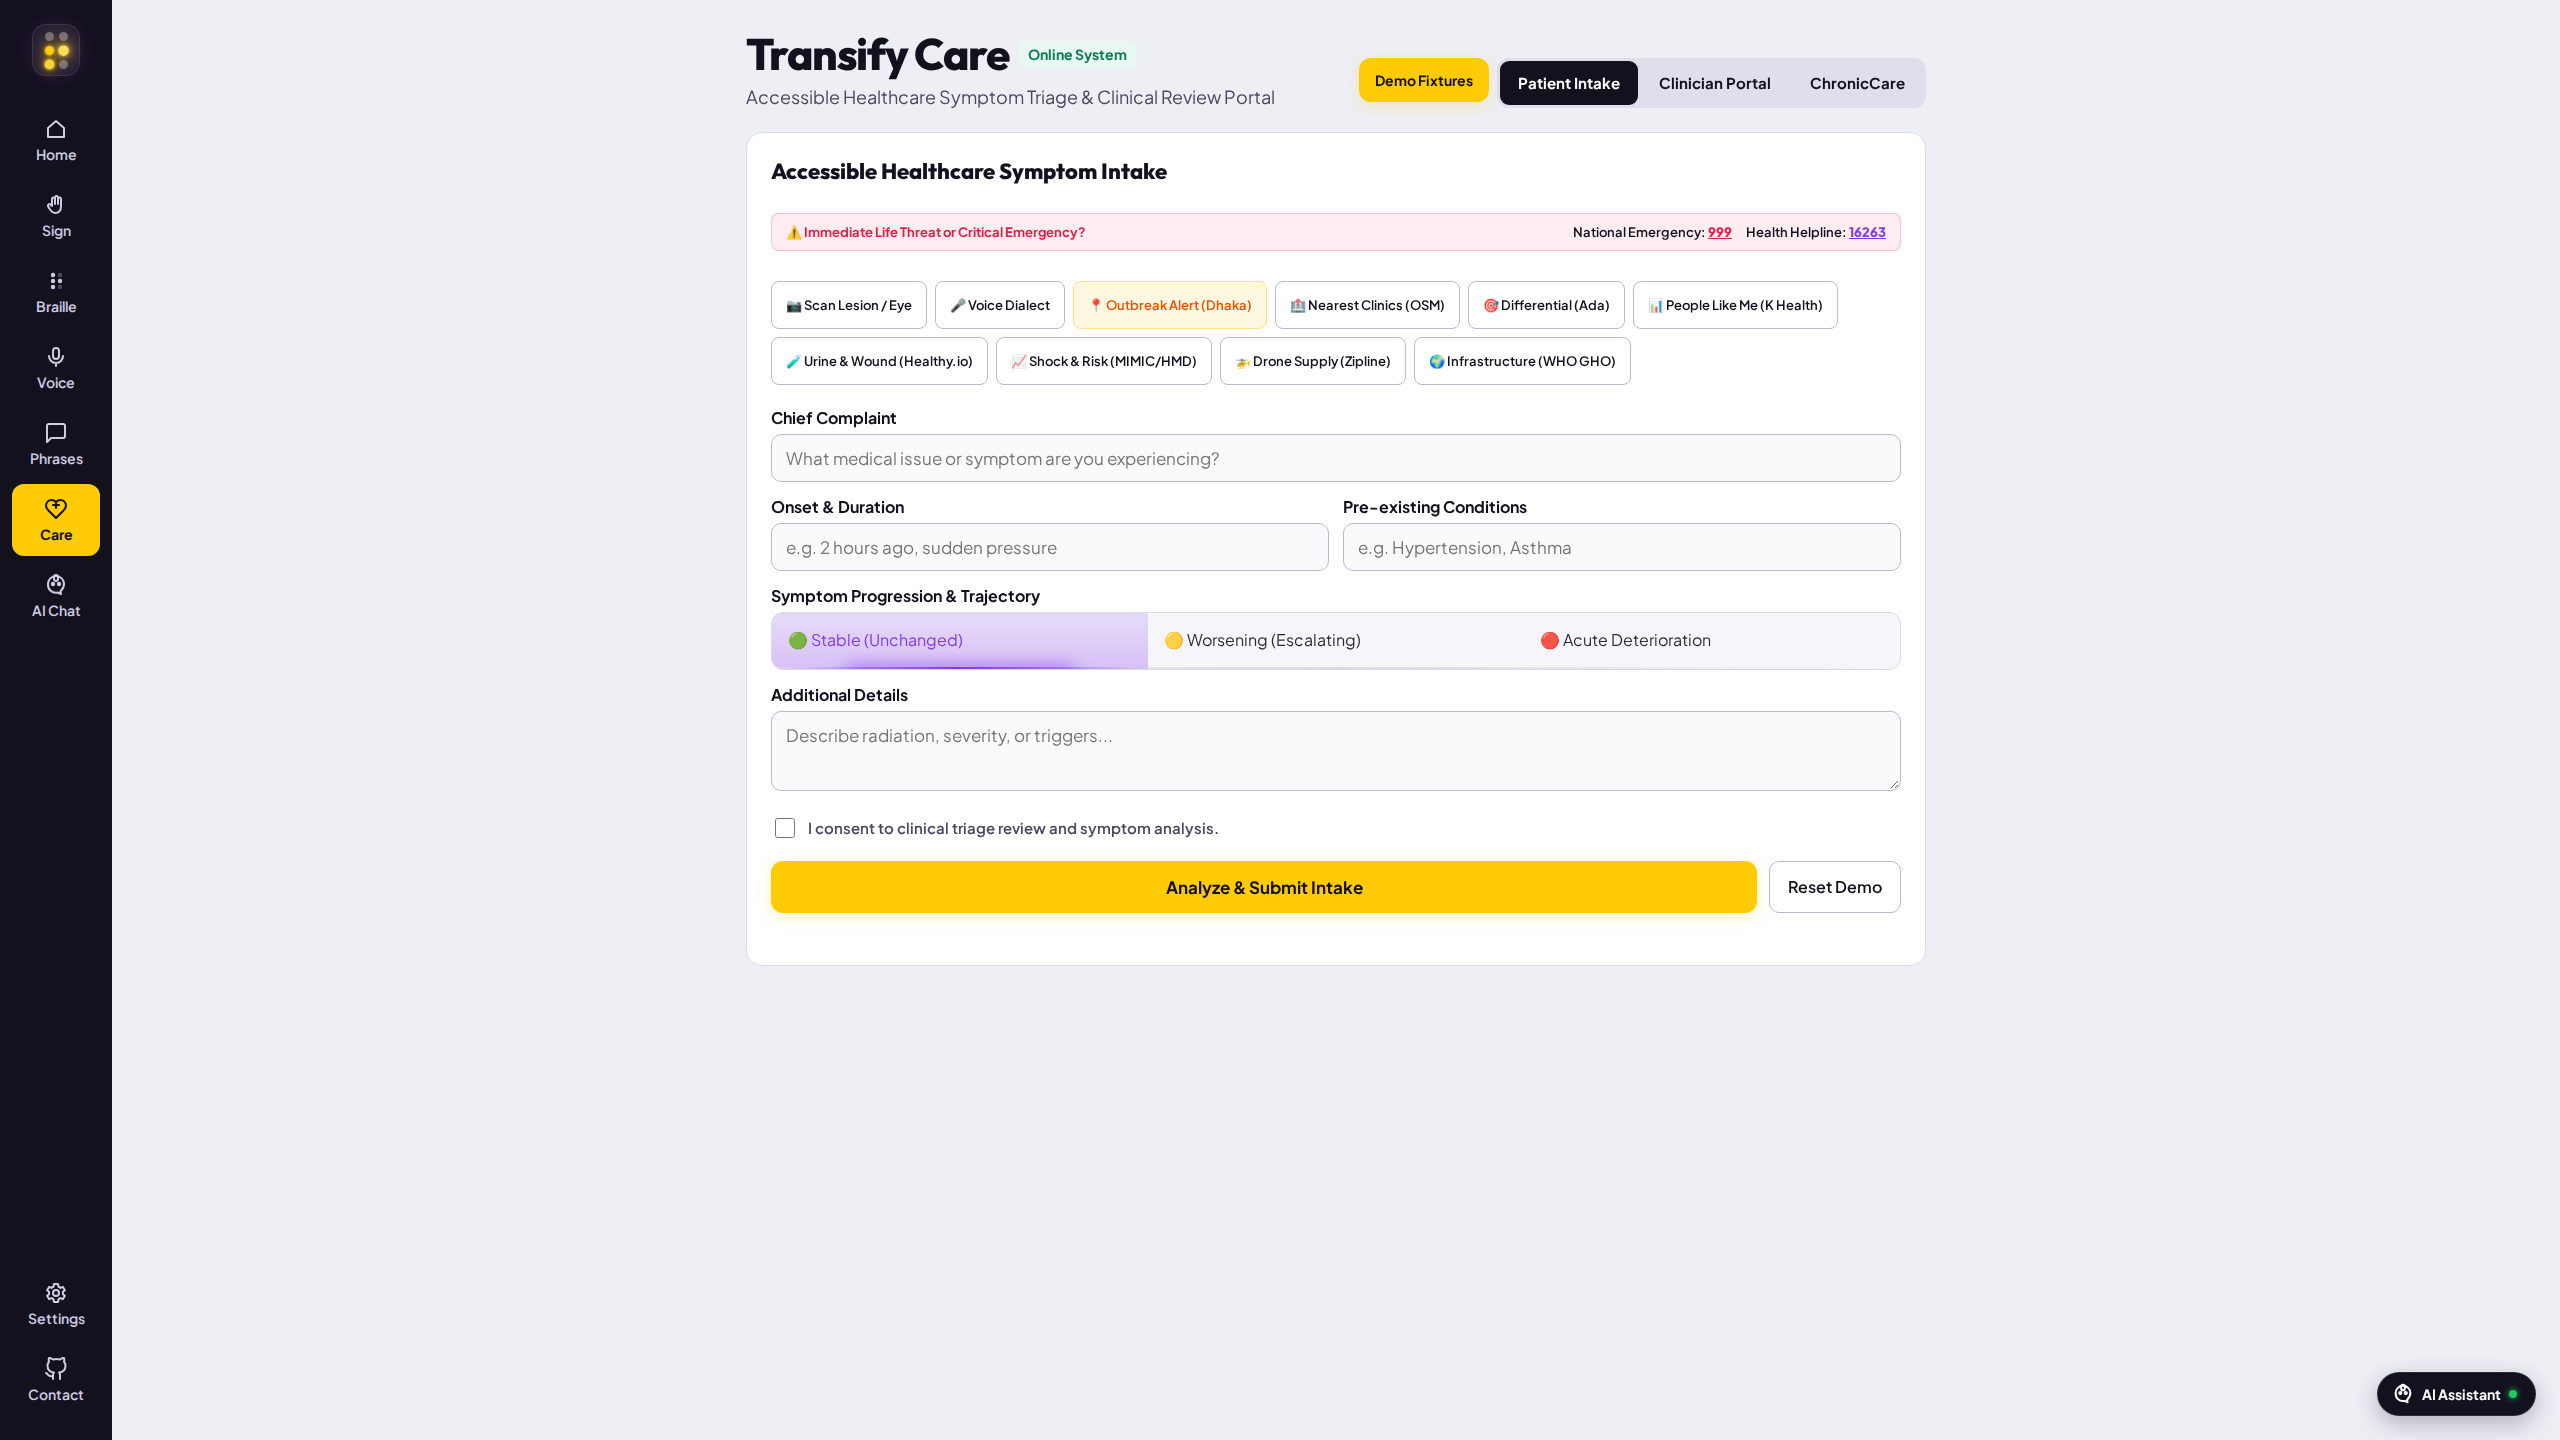 Home
Sign
Braille
Voice
Phrases
Care
AI Chat
Settings
Contact
Transify Care Online System
Accessible Healthcare Symptom Triage & Clinical Review Portal
Demo Fixtures Patient Intake Clinician Portal ChronicCare
Accessible Healthcare Symptom Intake
⚠️ Immediate Life Threat or Critical Emergency? National Emergency: 999 Health Helpline: 16263
📷 Scan Lesion / Eye 🎤 Voice Dialect 📍 Outbreak Alert (Dhaka) 🏥 Nearest Clinics (OSM) 🎯 Differential (Ada) 📊 People Like Me (K Health)
🧪 Urine & Wound (Healthy.io) 📈 Shock & Risk (MIMIC/HMD) 🚁 Drone Supply (Zipline) 🌍 Infrastructure (WHO GHO)
Chief Complaint
What medical issue or symptom are you experiencing?
Onset & Duration Pre-existing Conditions
e.g. 2 hours ago, sudden pressure e.g. Hypertension, Asthma
Symptom Progression & Trajectory
🟢 Stable (Unchanged) 🟡 Worsening (Escalating) 🔴 Acute Deterioration
Additional Details
Describe radiation, severity, or triggers...
I consent to clinical triage review and symptom analysis.
Analyze & Submit Intake Reset Demo
AI Assistant